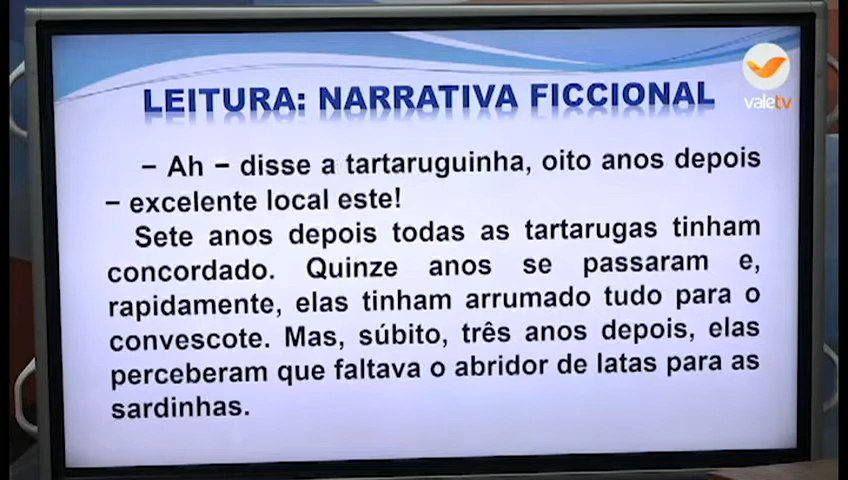 LEITURA: NARRATIVA FICCIONAL
valetv
– Ah – disse a tartaruguinha, oito anos depois
– excelente local este!
Sete anos depois todas as tartarugas tinham
concordado. Quinze anos se passaram e,
rapidamente, elas tinham arrumado tudo para o
convescote. Mas, súbito, três anos depois, elas
perceberam que faltava o abridor de latas para as
sardinhas.